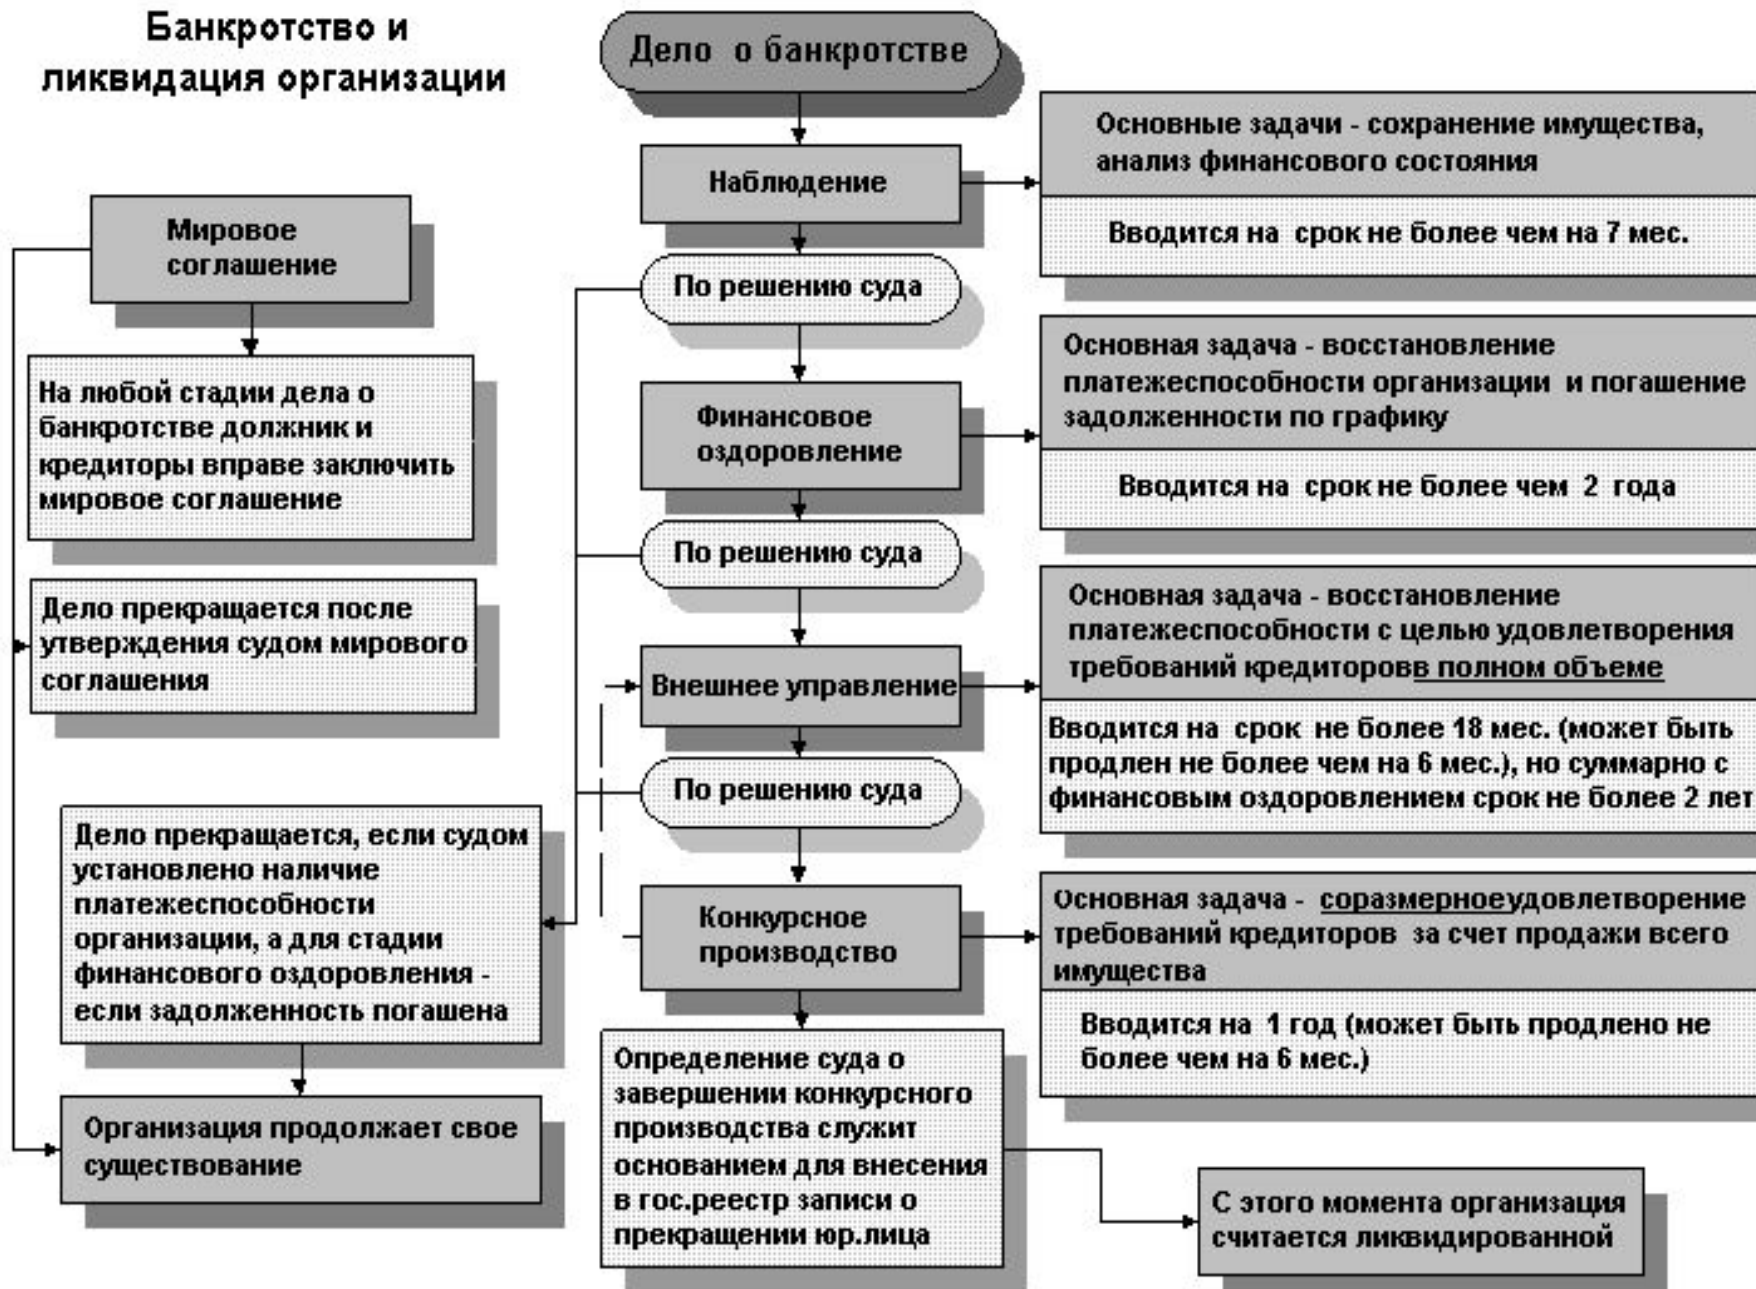 Банкротство и
ликвидация организации
Дело о банкротстве
Наблюдение
Основные задачи - сохранение имущества,
анализ финансового состояния
Вводится на срок не более чем на 7 мес.
По решению суда
Финансовое
оздоровление
Основная задача - восстановление
платежеспособности организации и погашение
задолженности по графику
Вводится на срок не более чем 2 года
По решению суда
Внешнее управление
Основная задача - восстановление
платежеспособности с целью удовлетворения
требований кредиторовв полном объеме
Вводится на срок не более 18 мес. (может быть
продлен не более чем на 6 мес.), но суммарно с
финансовым оздоровлением срок не более 2 лет
По решению суда
Конкурсное
производство
Основная задача - соразмерноеудовлетворение
требований кредиторов за счет продажи всего
имущества
Вводится на 1 год (может быть продлено не
более чем на 6 мес.)
Определение суда о
завершении конкурсного
производства служит
основанием для внесения
в гос.реестр записи о
прекращении юр.лица
С этого момента организация
считается ликвидированной
Мировое
соглашение
На любой стадии дела о
банкротстве должник и
кредиторы вправе заключить
мировое соглашение
Дело прекращается после
утверждения судом мирового
соглашения
Дело прекращается, если судом
установлено наличие
платежеспособности
организации, а для стадии
финансового оздоровления -
если задолженность погашена
Организация продолжает свое
существование